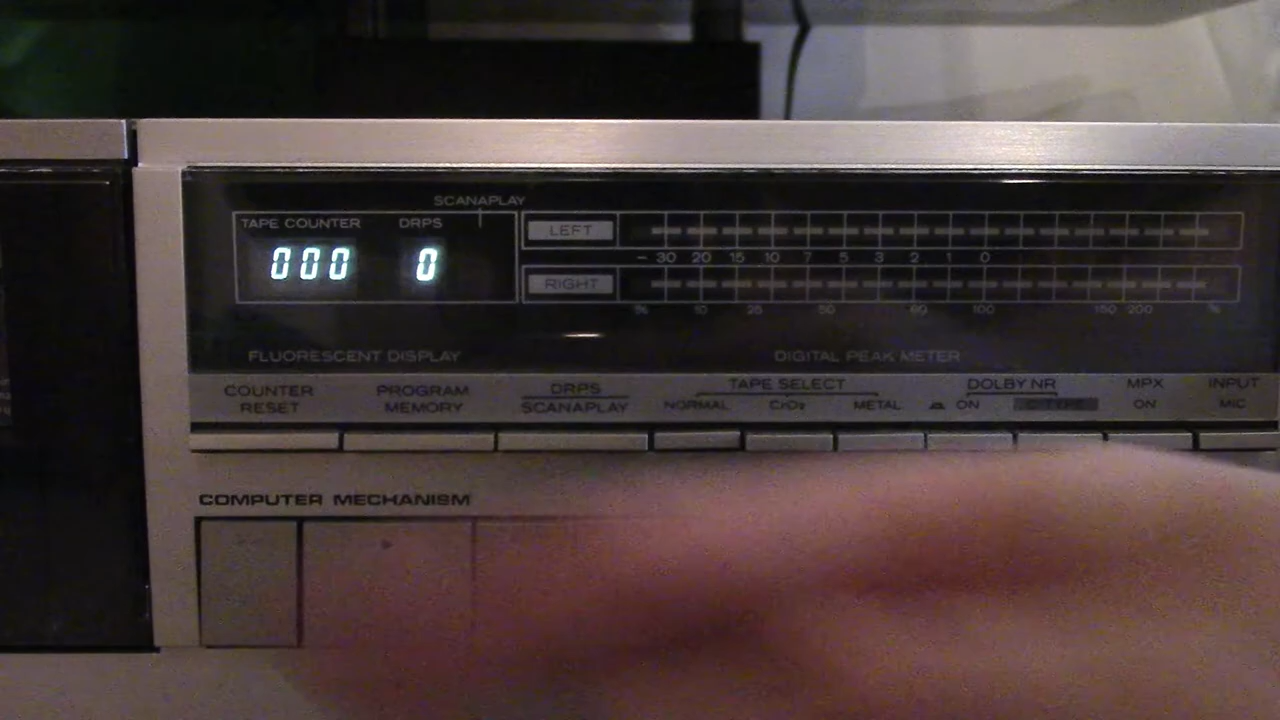 SCANAPLAY
TAPE COUNTER DRPS
000 0
LEFT
- 30 20 15 10 7 5 3 2 1 0
RIGHT
% 10 25 50 80 100 150 200 %
FLUORESCENT DISPLAY DIGITAL PEAK METER
COUNTER RESET
PROGRAM MEMORY
DRPS
SCANAPLAY
TAPE SELECT
NORMAL CrO₂ METAL
DOLBY NR
ON C-TYPE
MPX
ON
INPUT
MIC
COMPUTER MECHANISM